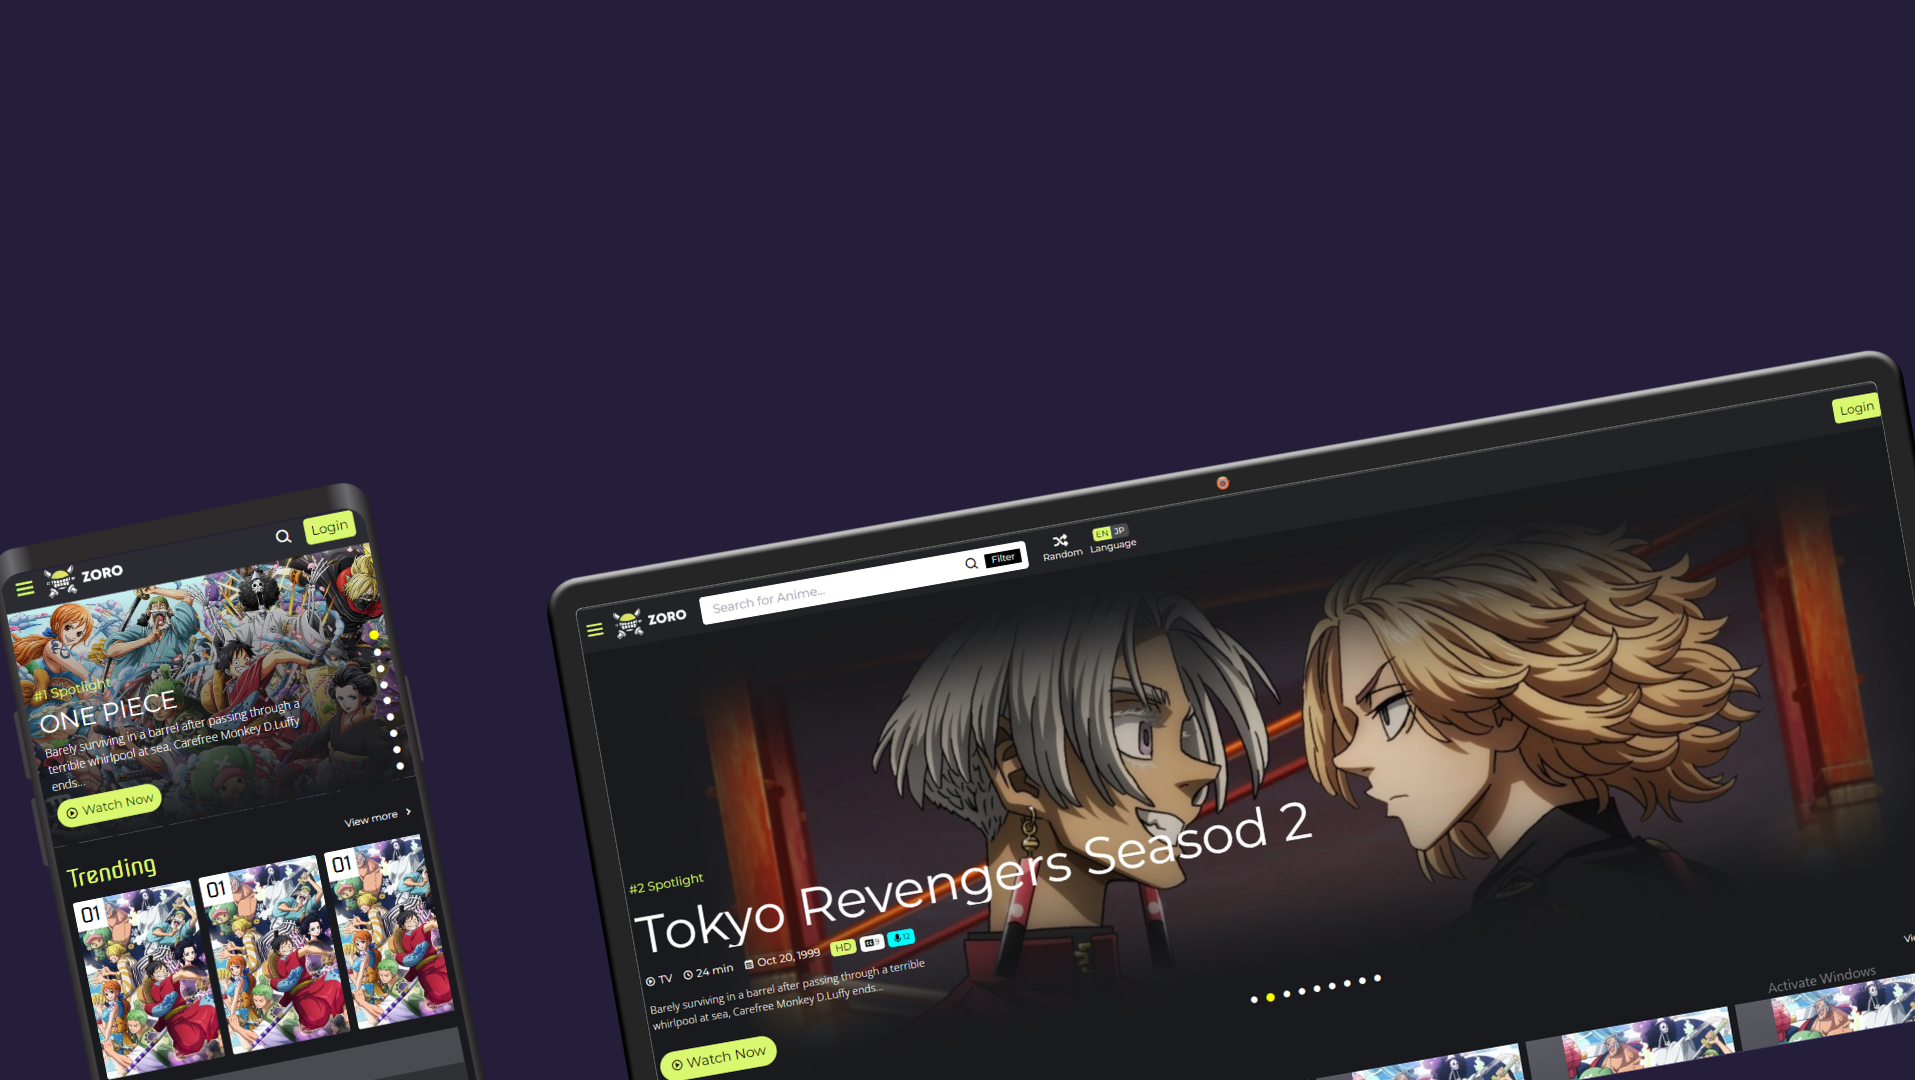 Login
ZORO
#1 Spotlight
ONE PIECE
Barely surviving in a barrel after passing through a
terrible whirlpool at sea, Carefree Monkey D.Luffy
ends...
Watch Now
View more
Trending
01
01
01
Login
ZORO
Search for Anime...
Filter
Random
EN JP
Language
#2 Spotlight
Tokyo Revengers Seasod 2
TV 24 min Oct 20, 1999 HD 9 12
Barely surviving in a barrel after passing through a terrible
whirlpool at sea, Carefree Monkey D.Luffy ends...
Watch Now
Activate Windows